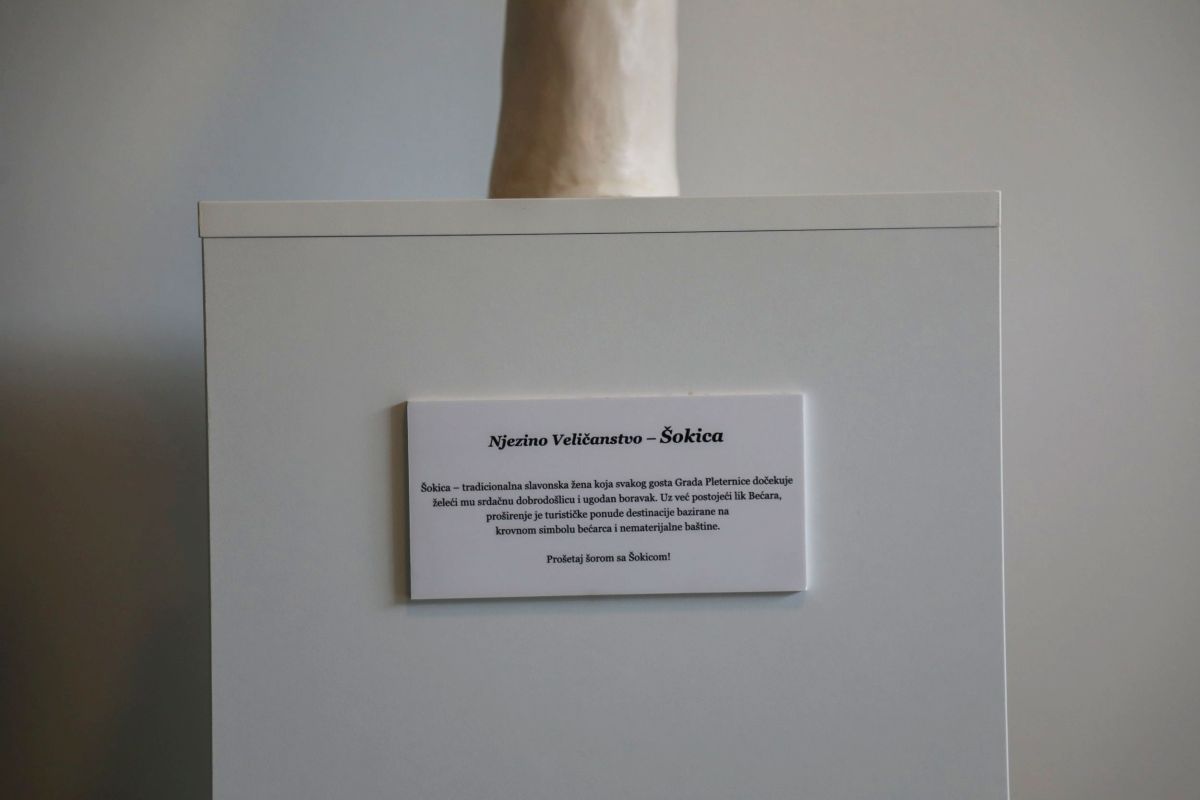 Njezino Veličanstvo – Šokica
Šokica – tradicionalna slavonska žena koja svakog gosta Grada Pleternice dočekuje
želeći mu srdačnu dobrodošlicu i ugodan boravak. Uz već postojeći lik Bećara,
proširenje je turističke ponude destinacije bazirane na
krovnom simbolu bećarca i nematerijalne baštine.
Prošetaj šorom sa Šokicom!